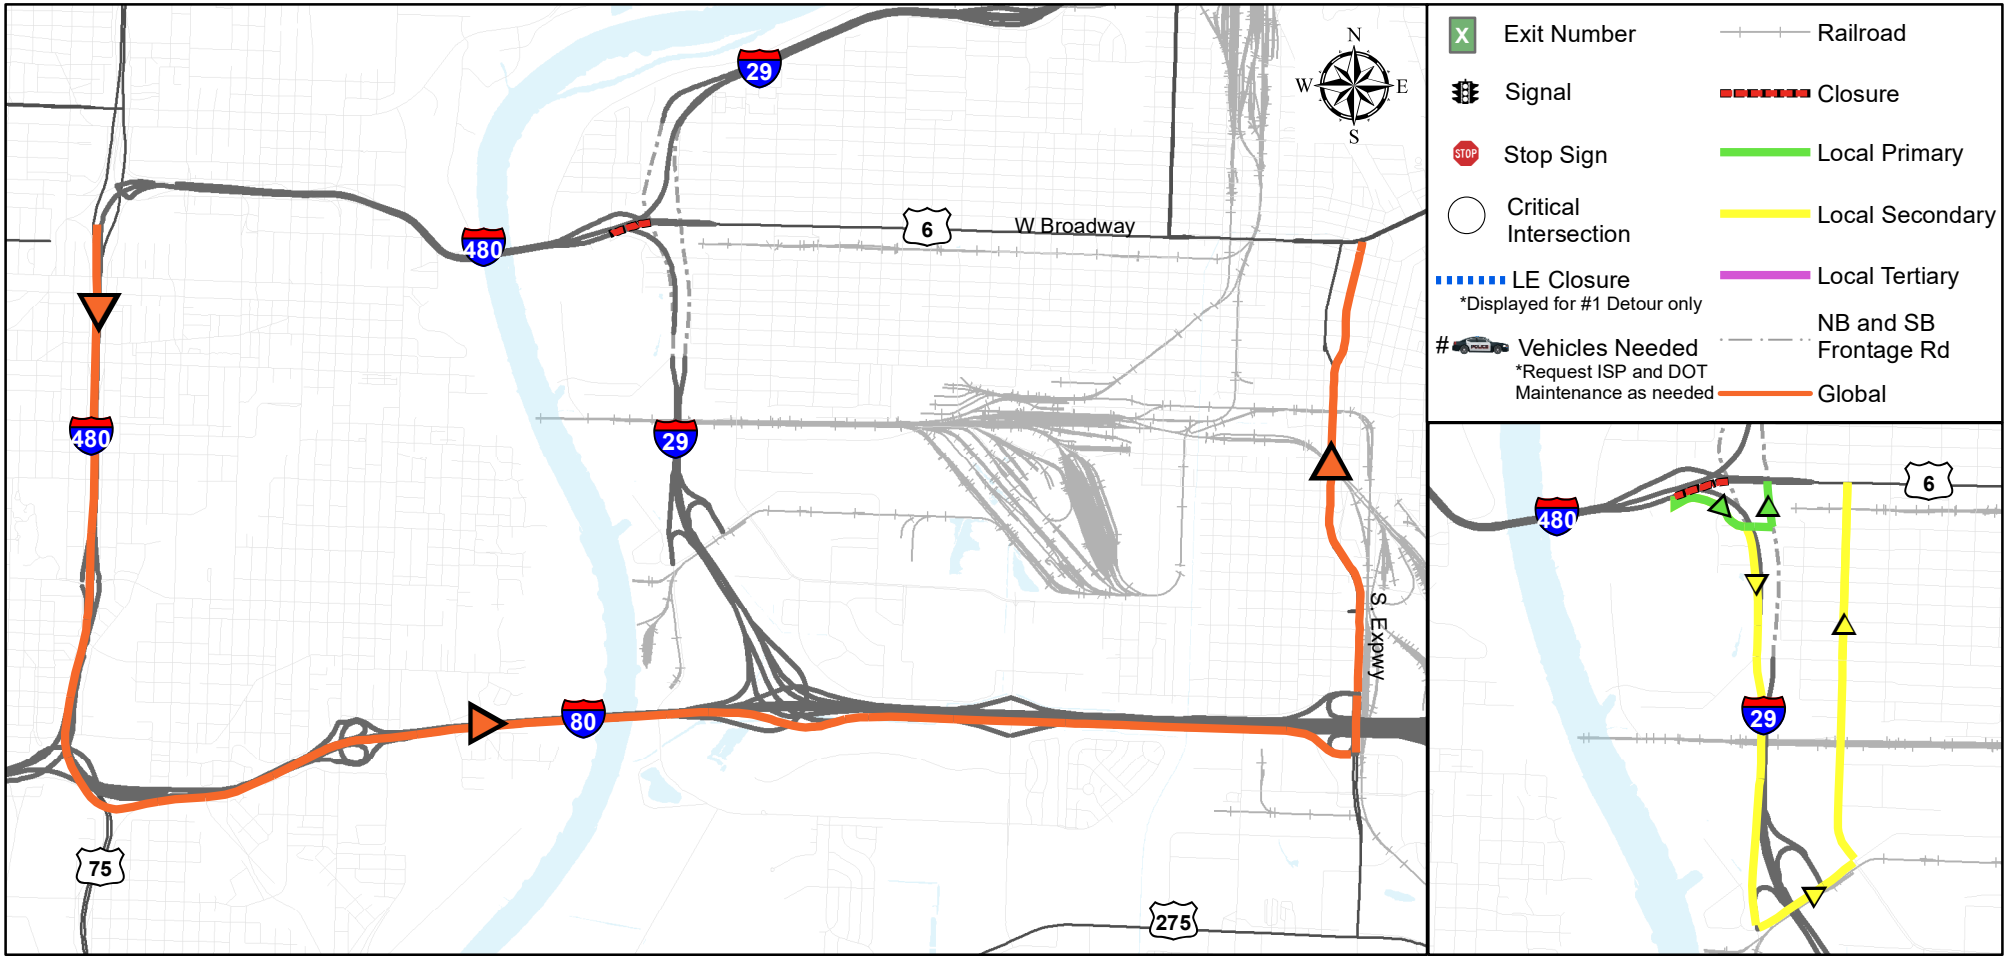 29
N
W
E
S
480
6
W Broadway
480
29
S. Expwy
80
75
275
X
Exit Number
Railroad
Signal
Closure
STOP
Stop Sign
Local Primary
Critical
Intersection
Local Secondary
LE Closure
*Displayed for #1 Detour only
Local Tertiary
#
POLICE
Vehicles Needed
*Request ISP and DOT
Maintenance as needed
NB and SB
Frontage Rd
Global
6
480
29